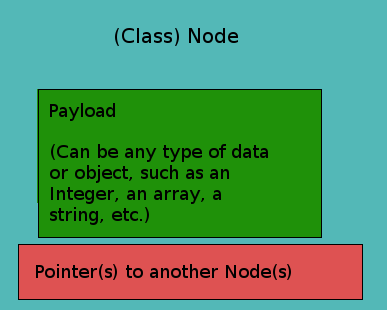 (Class) Node
Payload
(Can be any type of data
or object, such as an
Integer, an array, a
string, etc.)
Pointer(s) to another Node(s)